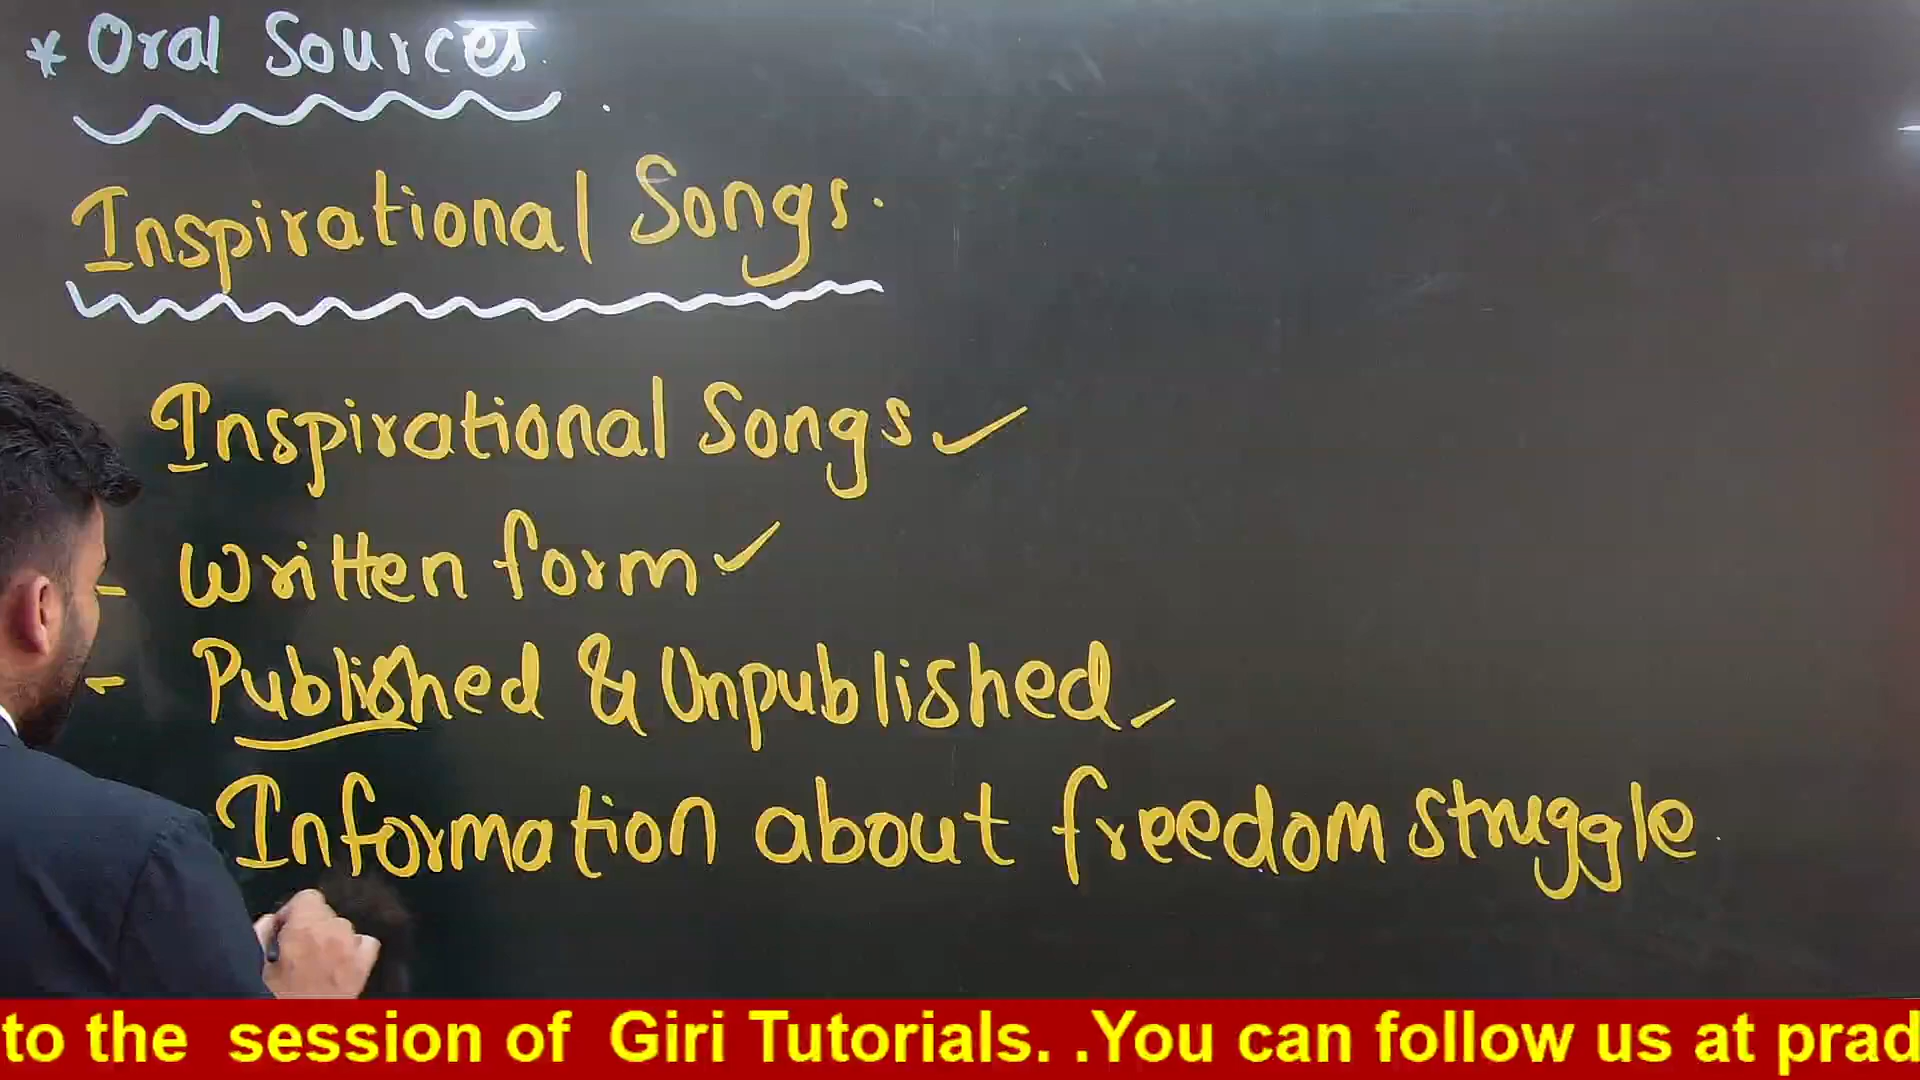 * Oral Sources.
Inspirational Songs.
Inspirational Songs ✓
- Written form ✓
- Published & Unpublished ✓
Information about freedom struggle
to the session of Giri Tutorials. .You can follow us at prad